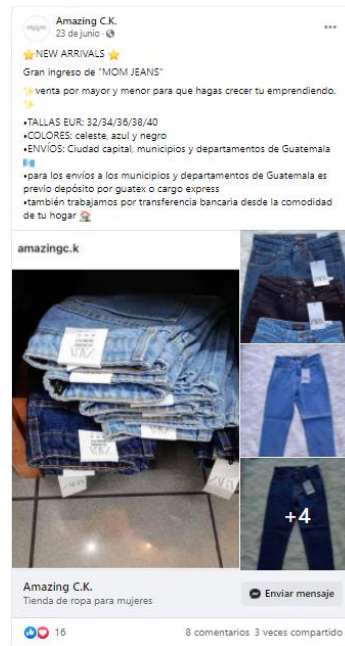 Amazing C.K.
23 de junio ·
NEW ARRIVALS
Gran ingreso de "MOM JEANS"
venta por mayor y menor para que hagas crecer tu emprendiendo.
•TALLAS EUR: 32/34/36/38/40
•COLORES: celeste, azul y negro
•ENVÍOS: Ciudad capital, municipios y departamentos de Guatemala
•para los envíos a los municipios y departamentos de Guatemala es
previo depósito por guatex o cargo express
•también trabajamos por transferencia bancaria desde la comodidad
de tu hogar
amazingc.k
ZARA
+4
Amazing C.K.
Tienda de ropa para mujeres
Enviar mensaje
16
8 comentarios 3 veces compartido